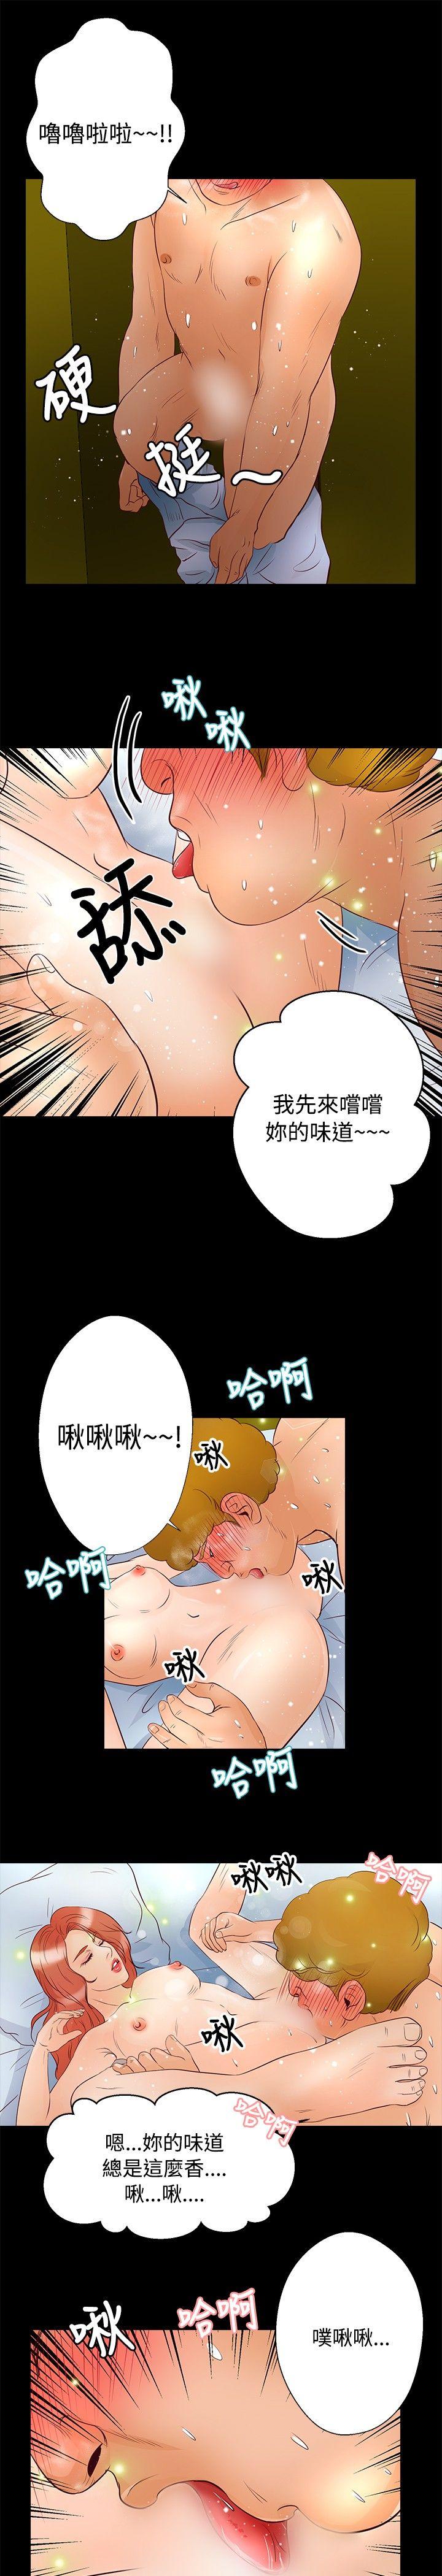 嚕嚕啦啦~~!!
硬
挺~
啾
啾
舔
我先來嚐嚐
妳的味道~~~
哈啊
啾啾啾~~!
啾
哈啊
啾
啾
哈啊
啾啾
哈啊
啾
哈啊
嗯...妳的味道
總是這麼香....
啾...啾....
啾
哈啊
噗啾啾...